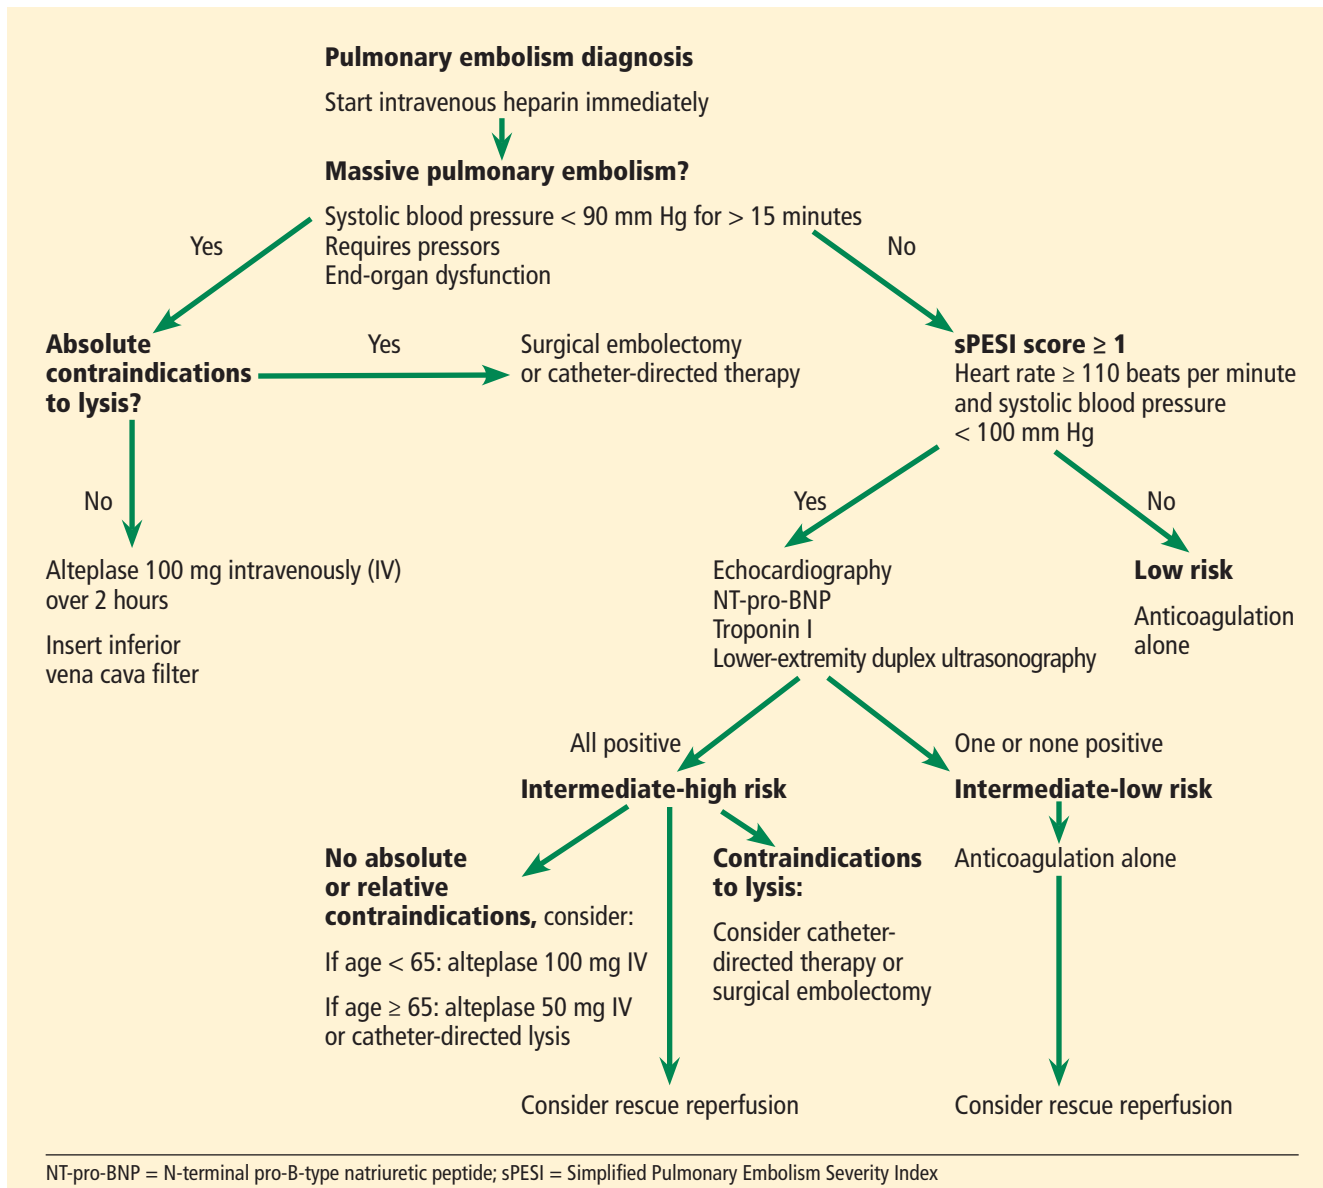 Pulmonary embolism diagnosis
Start intravenous heparin immediately
Massive pulmonary embolism?
Systolic blood pressure < 90 mm Hg for > 15 minutes
Requires pressors
End-organ dysfunction
Yes
No
Absolute
contraindications
to lysis?
Yes
Surgical embolectomy
or catheter-directed therapy
sPESI score ≥ 1
Heart rate ≥ 110 beats per minute
and systolic blood pressure
< 100 mm Hg
No
Alteplase 100 mg intravenously (IV)
over 2 hours
Insert inferior
vena cava filter
Yes
No
Echocardiography
NT-pro-BNP
Troponin I
Lower-extremity duplex ultrasonography
Low risk
Anticoagulation
alone
All positive
One or none positive
Intermediate-high risk
Intermediate-low risk
No absolute
or relative
contraindications, consider:
If age < 65: alteplase 100 mg IV
If age ≥ 65: alteplase 50 mg IV
or catheter-directed lysis
Contraindications
to lysis:
Consider catheter-
directed therapy or
surgical embolectomy
Anticoagulation alone
Consider rescue reperfusion
Consider rescue reperfusion
NT-pro-BNP = N-terminal pro-B-type natriuretic peptide; sPESI = Simplified Pulmonary Embolism Severity Index